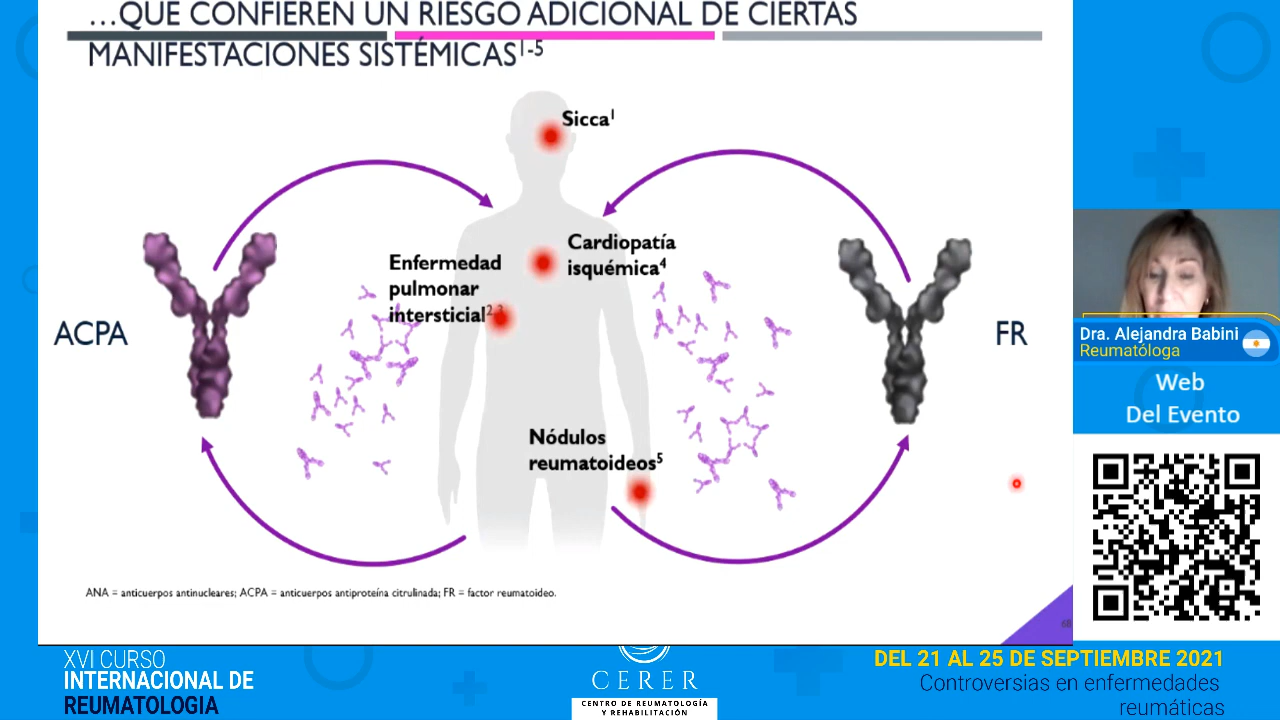 ...QUE CONFIEREN UN RIESGO ADICIONAL DE CIERTAS
MANIFESTACIONES SISTÉMICAS1-5
Sicca1
Cardiopatía
isquémica4
Enfermedad
pulmonar
intersticial2,3
ACPA
FR
Nódulos
reumatoideos5
ANA = anticuerpos antinucleares; ACPA = anticuerpos antiproteína citrulinada; FR = factor reumatoideo.
68
Dra. Alejandra Babini
Reumatóloga
Web
Del Evento
XVI CURSO
INTERNACIONAL DE
REUMATOLOGIA
CERER
CENTRO DE REUMATOLOGÍA
Y REHABILITACIÓN
DEL 21 AL 25 DE SEPTIEMBRE 2021
Controversias en enfermedades
reumáticas